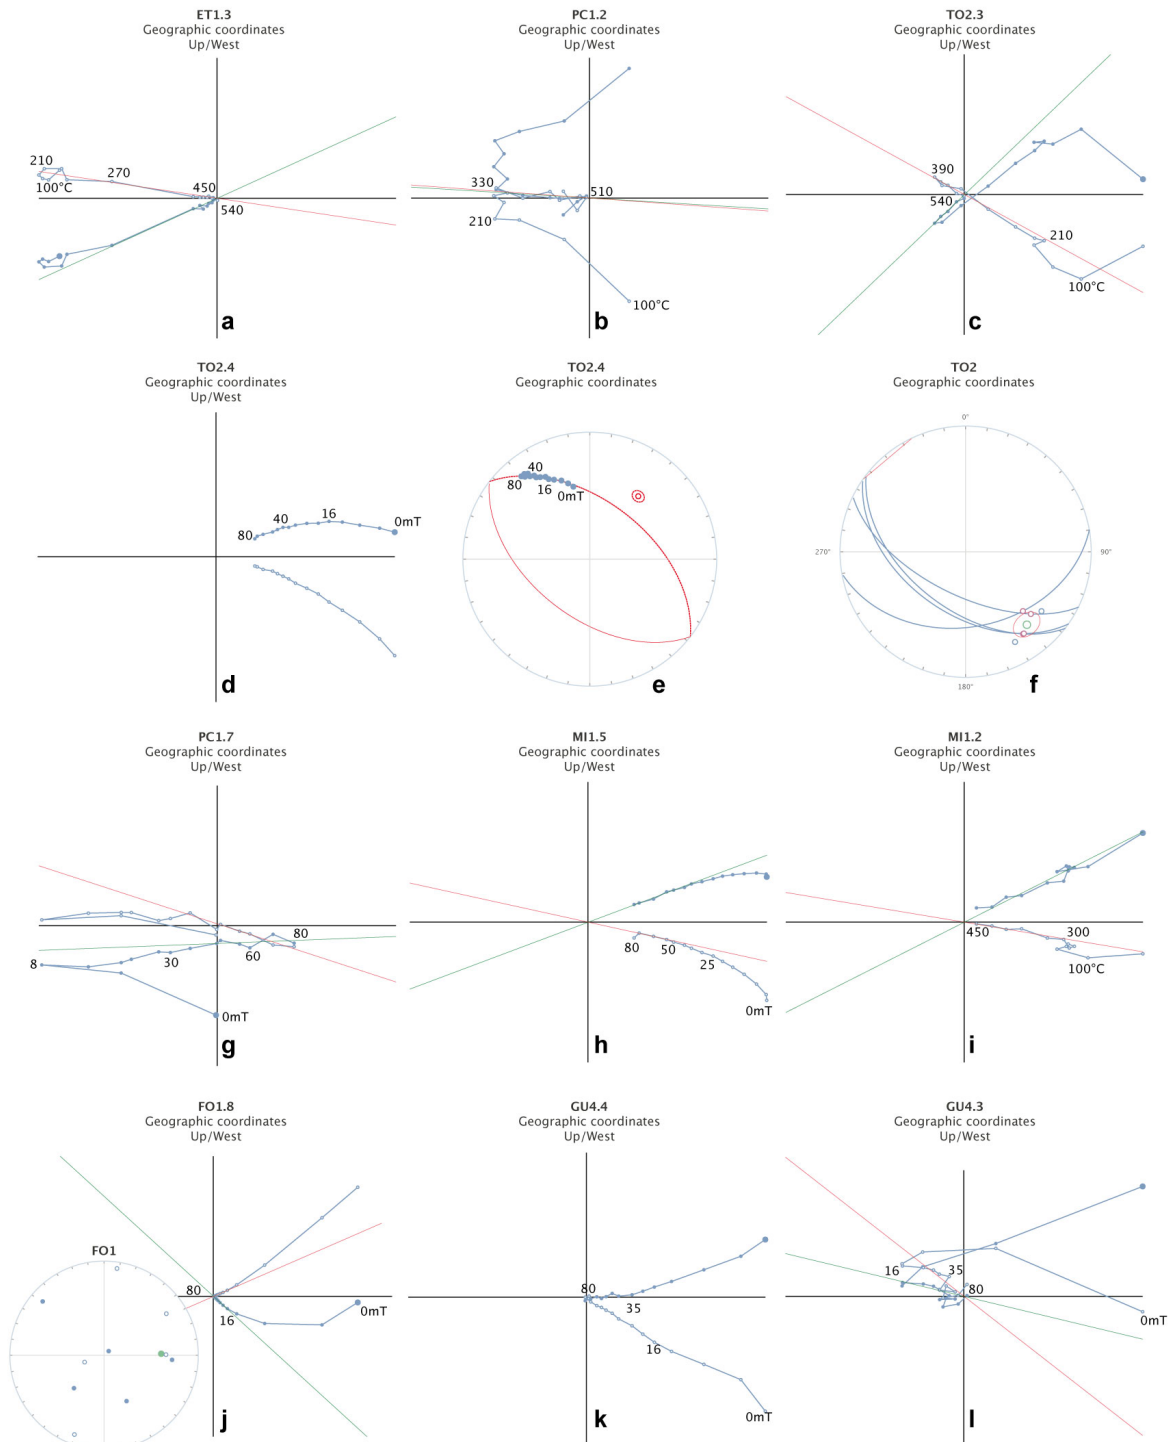 ET1.3
Geographic coordinates
Up/West
210
100°C
270
450
540
a
PC1.2
Geographic coordinates
Up/West
330
210
510
100°C
b
TO2.3
Geographic coordinates
Up/West
390
540
210
100°C
c
TO2.4
Geographic coordinates
Up/West
80
40
16
0mT
d
TO2.4
Geographic coordinates
40
80
16
0mT
e
TO2
Geographic coordinates
0°
270°
90°
180°
f
PC1.7
Geographic coordinates
Up/West
8
30
80
60
0mT
g
MI1.5
Geographic coordinates
Up/West
80
50
25
0mT
h
MI1.2
Geographic coordinates
Up/West
450
300
100°C
i
FO1.8
Geographic coordinates
Up/West
FO1
80
16
0mT
j
GU4.4
Geographic coordinates
Up/West
80
35
16
0mT
k
GU4.3
Geographic coordinates
Up/West
16
35
80
0mT
l